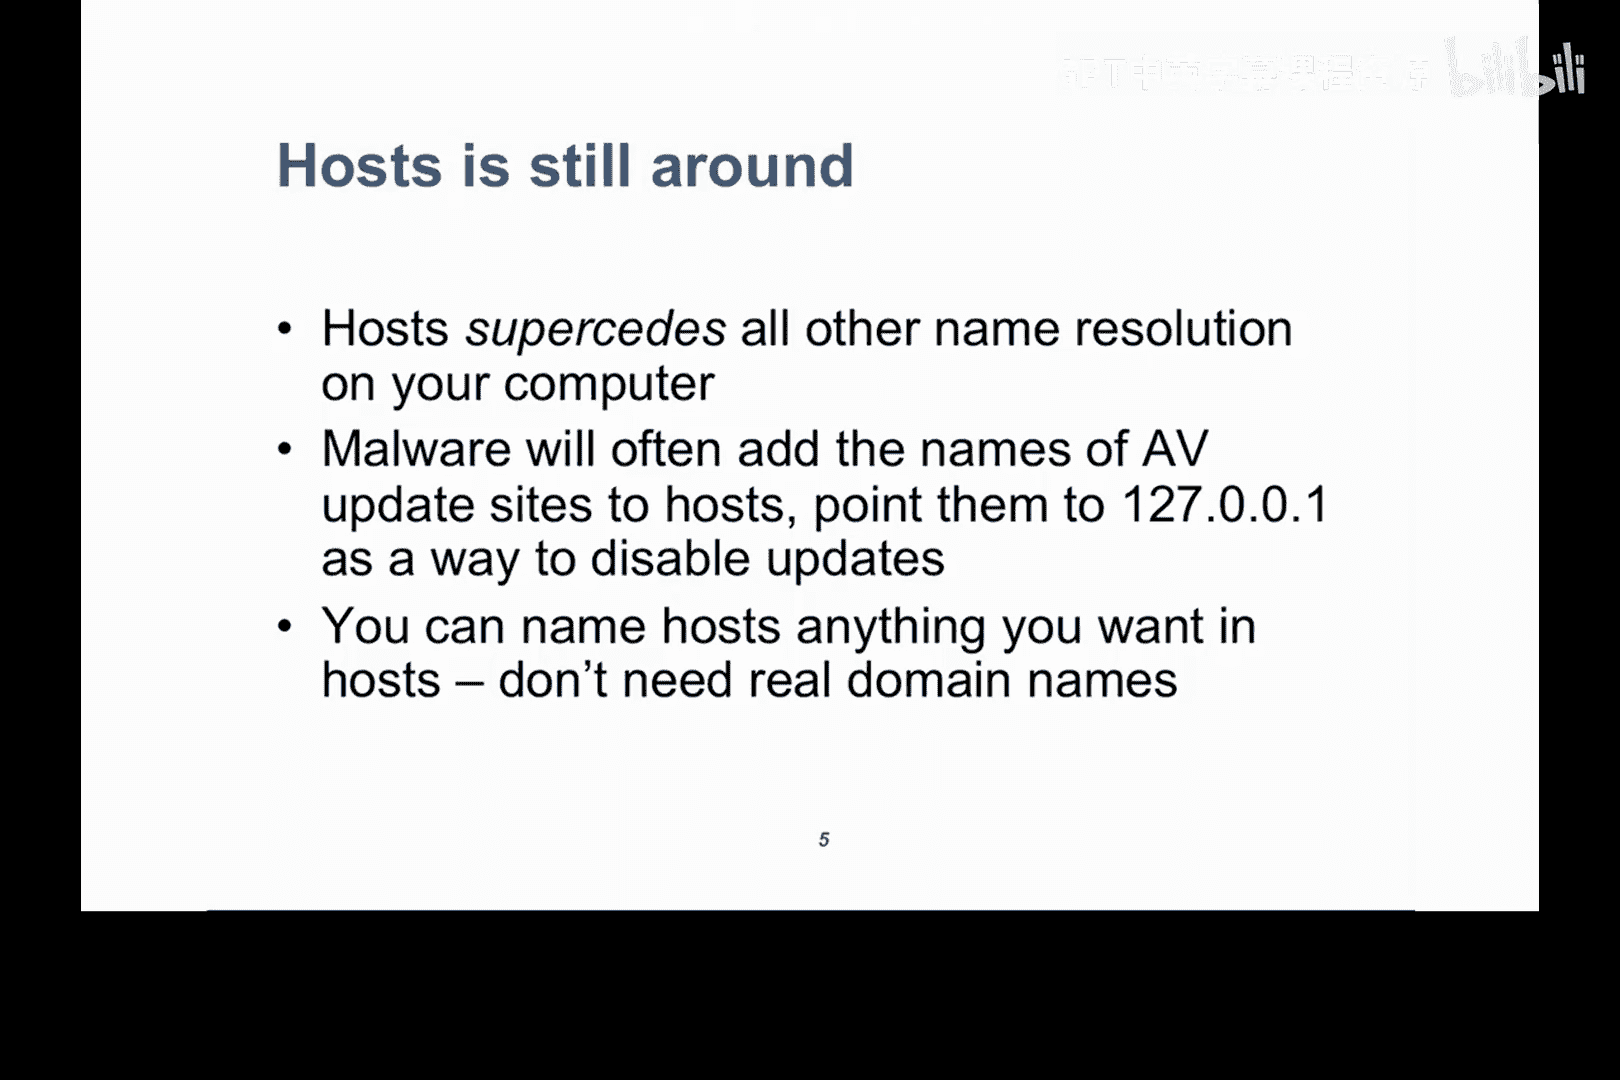 bilibili
Hosts is still around
• Hosts supercedes all other name resolution
on your computer
• Malware will often add the names of AV
update sites to hosts, point them to 127.0.0.1
as a way to disable updates
• You can name hosts anything you want in
hosts – don’t need real domain names
5